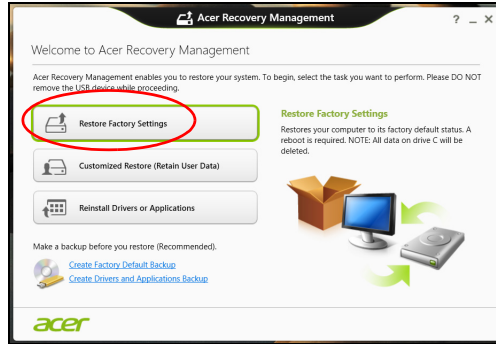 Acer Recovery Management
Welcome to Acer Recovery Management
Acer Recovery Management enables you to restore your system. To begin, select the task you want to perform. Please DO NOT
remove the USB device while proceeding.
Restore Factory Settings
Customized Restore (Retain User Data)
Reinstall Drivers or Applications
Restore Factory Settings
Restores your computer to its factory default status. A
reboot is required. NOTE: All data on drive C will be
deleted.
Make a backup before you restore (Recommended).
Create Factory Default Backup
Create Drivers and Applications Backup
acer